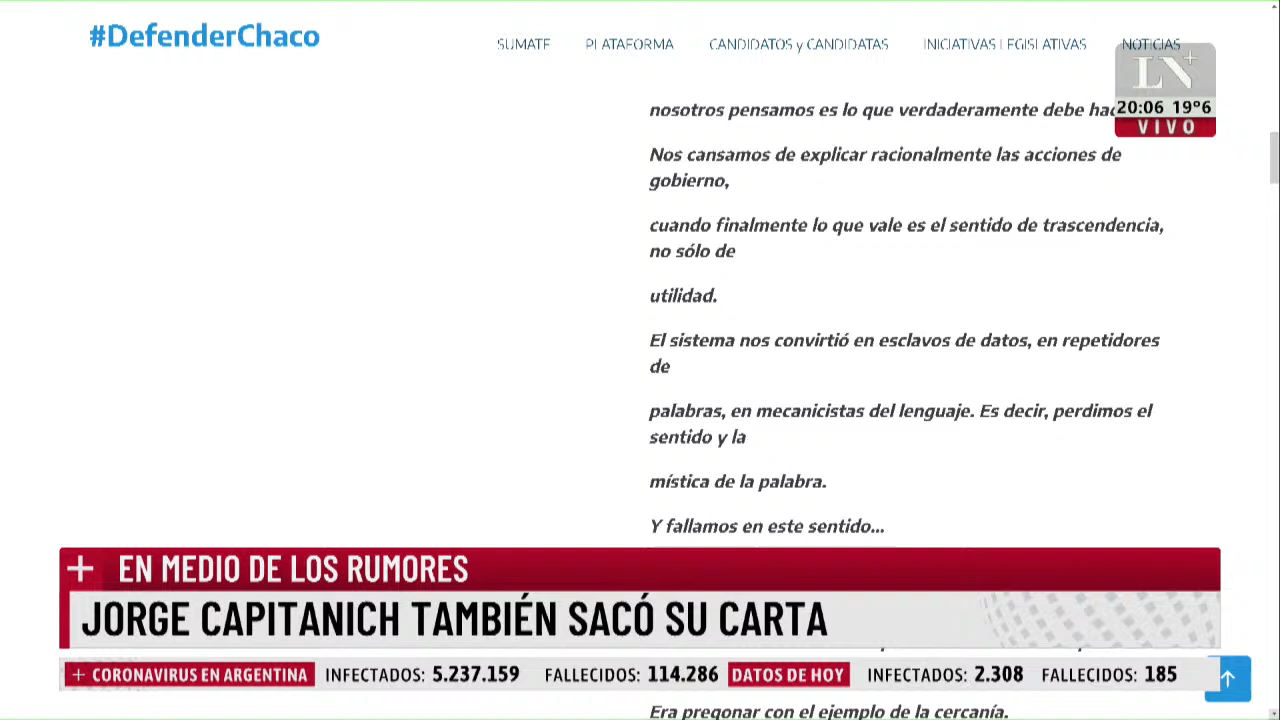 #DefenderChaco
SUMATE PLATAFORMA CANDIDATOS y CANDIDATAS INICIATIVAS LEGISLATIVAS NOTICIAS
LN+
20:06 19º6
VIVO
nosotros pensamos es lo que verdaderamente debe
Nos cansamos de explicar racionalmente las acciones de
gobierno,
cuando finalmente lo que vale es el sentido de trascendencia,
no sólo de
utilidad.
El sistema nos convirtió en esclavos de datos, en repetidores
de
palabras, en mecanicistas del lenguaje. Es decir, perdimos el
sentido y la
mística de la palabra.
Y fallamos en este sentido...
+ EN MEDIO DE LOS RUMORES
JORGE CAPITANICH TAMBIÉN SACÓ SU CARTA
+ CORONAVIRUS EN ARGENTINA INFECTADOS: 5.237.159 FALLECIDOS: 114.286 DATOS DE HOY INFECTADOS: 2.308 FALLECIDOS: 185
Era pregonar con el ejemplo de la cercanía.